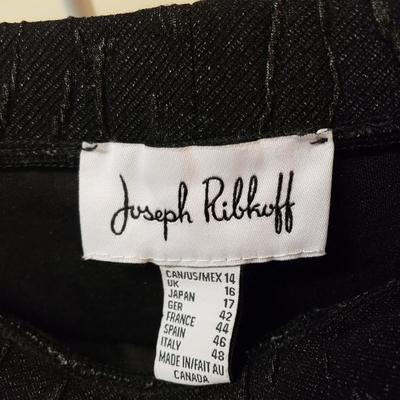 Joseph Ribkoff
CAN/US/MEX 14
UK 16
JAPAN 17
GER 42
FRANCE 44
SPAIN 46
ITALY 48
MADE IN/FAIT AU
CANADA